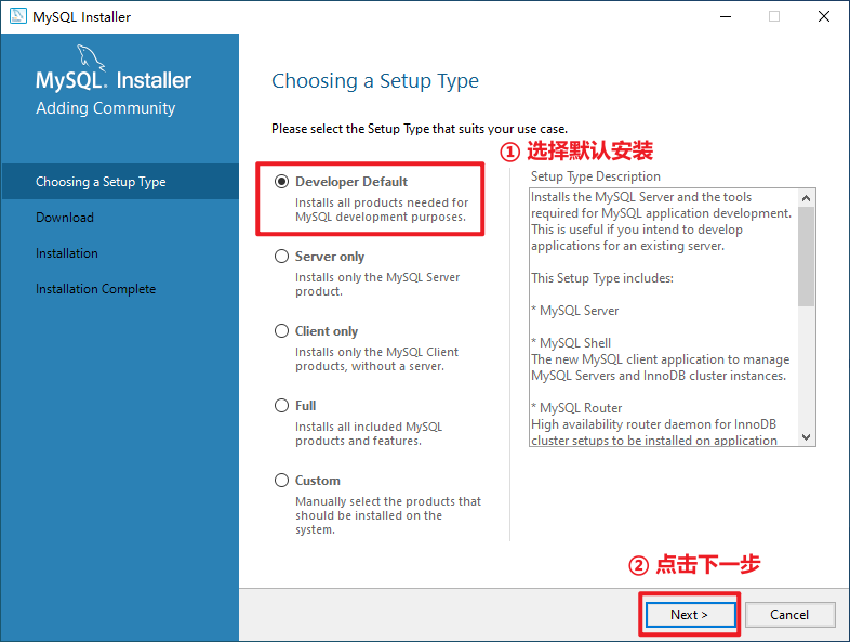 MySQL Installer
MySQL. Installer
Adding Community
Choosing a Setup Type
Download
Installation
Installation Complete
Choosing a Setup Type
Please select the Setup Type that suits your use case.
① 选择默认安装
Developer Default
Installs all products needed for
MySQL development purposes.
Server only
Installs only the MySQL Server
product.
Client only
Installs only the MySQL Client
products, without a server.
Full
Installs all included MySQL
products and features.
Custom
Manually select the products that
should be installed on the
system.
Setup Type Description
Installs the MySQL Server and the tools
required for MySQL application development.
This is useful if you intend to develop
applications for an existing server.
This Setup Type includes:
* MySQL Server
* MySQL Shell
The new MySQL client application to manage
MySQL Servers and InnoDB cluster instances.
* MySQL Router
High availability router daemon for InnoDB
cluster setups to be installed on application
② 点击下一步
Next >
Cancel